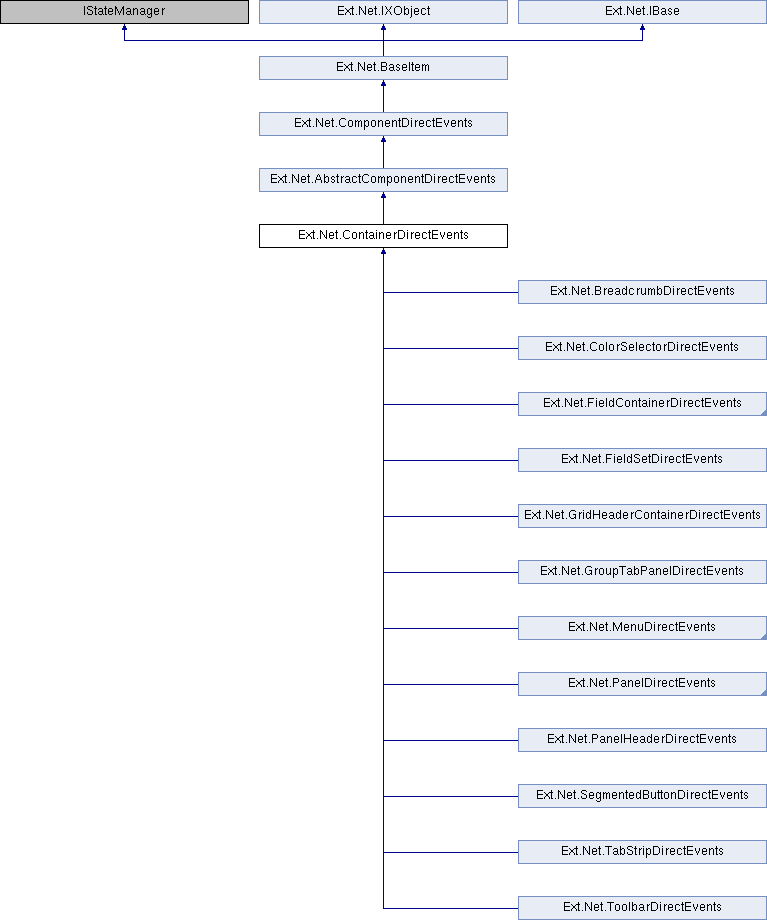 IStateManager
Ext.Net.IXObject
Ext.Net.IBase
Ext.Net.BaseItem
Ext.Net.ComponentDirectEvents
Ext.Net.AbstractComponentDirectEvents
Ext.Net.ContainerDirectEvents
Ext.Net.BreadcrumbDirectEvents
Ext.Net.ColorSelectorDirectEvents
Ext.Net.FieldContainerDirectEvents
Ext.Net.FieldSetDirectEvents
Ext.Net.GridHeaderContainerDirectEvents
Ext.Net.GroupTabPanelDirectEvents
Ext.Net.MenuDirectEvents
Ext.Net.PanelDirectEvents
Ext.Net.PanelHeaderDirectEvents
Ext.Net.SegmentedButtonDirectEvents
Ext.Net.TabStripDirectEvents
Ext.Net.ToolbarDirectEvents